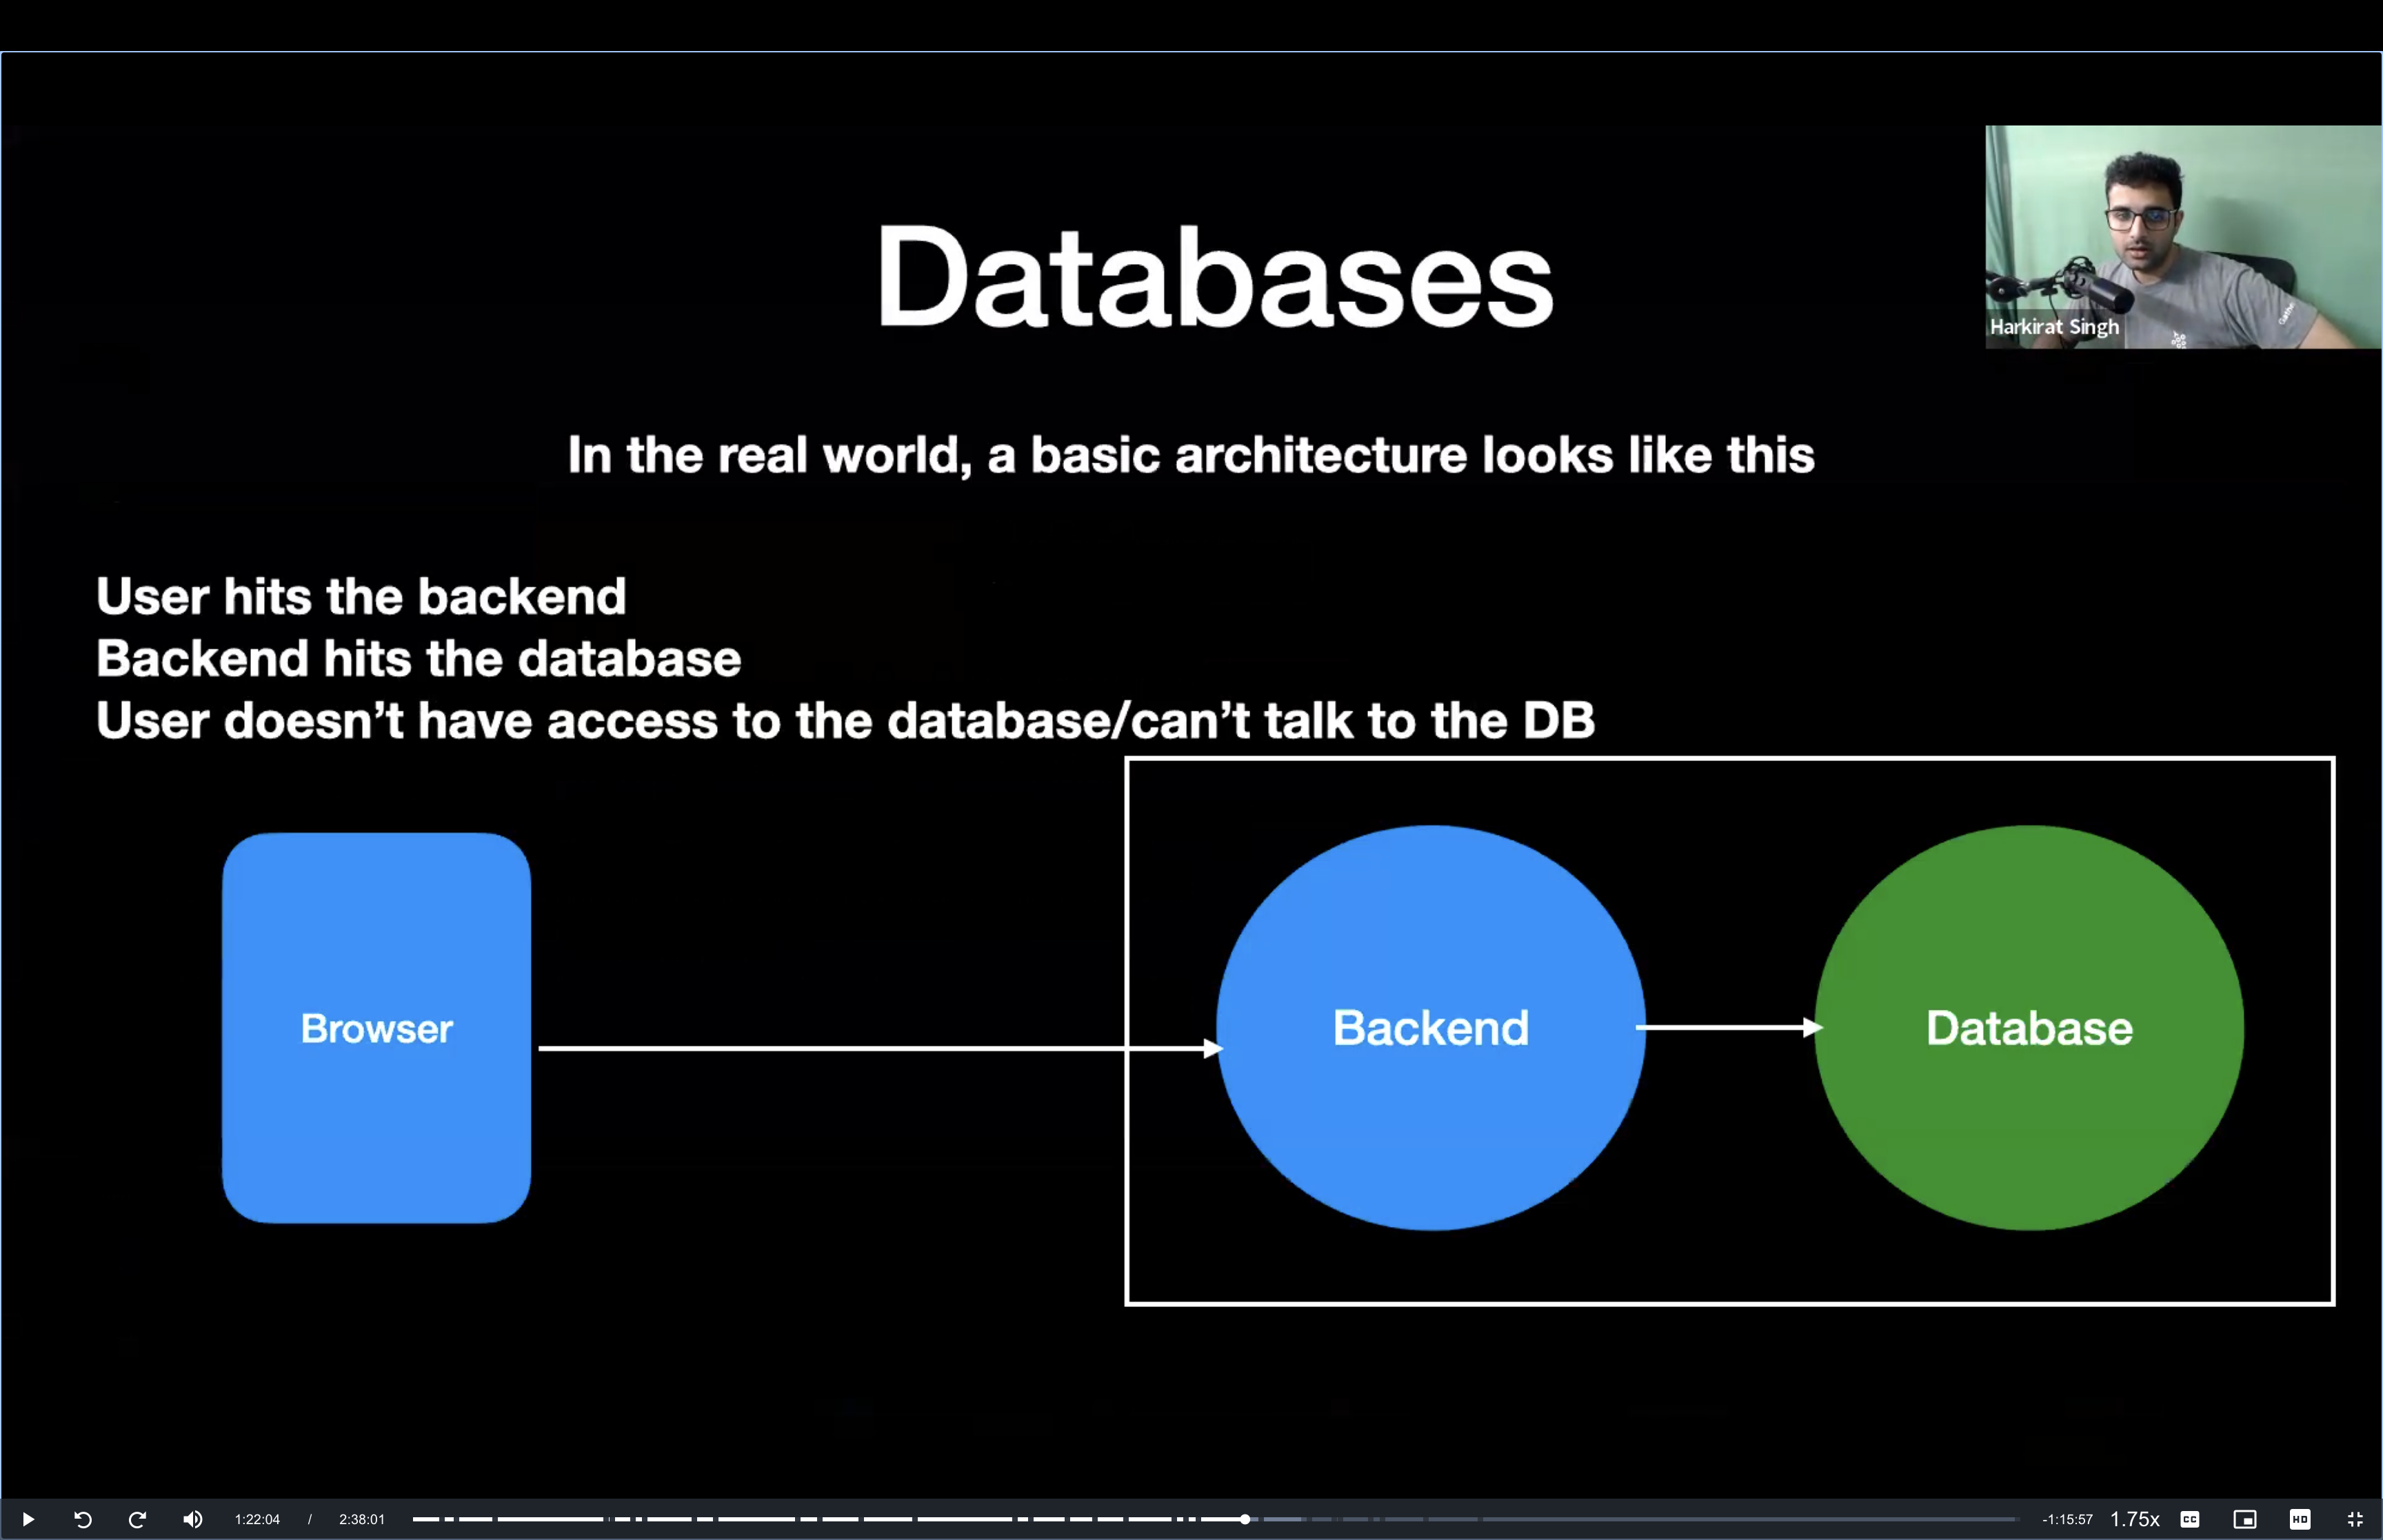 Databases
Harkirat Singh
In the real world, a basic architecture looks like this
User hits the backend
Backend hits the database
User doesn’t have access to the database/can’t talk to the DB
Browser
Backend
Database
1:22:04 / 2:38:01
-1:15:57 1.75x CC HD